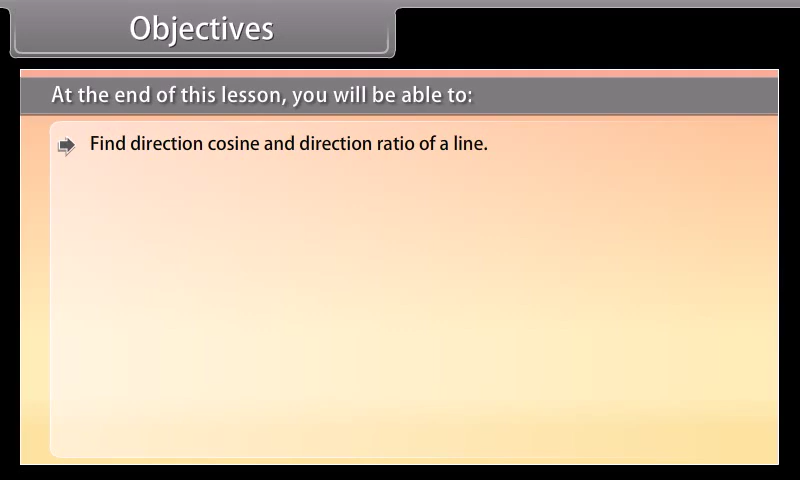 Objectives
At the end of this lesson, you will be able to:
Find direction cosine and direction ratio of a line.